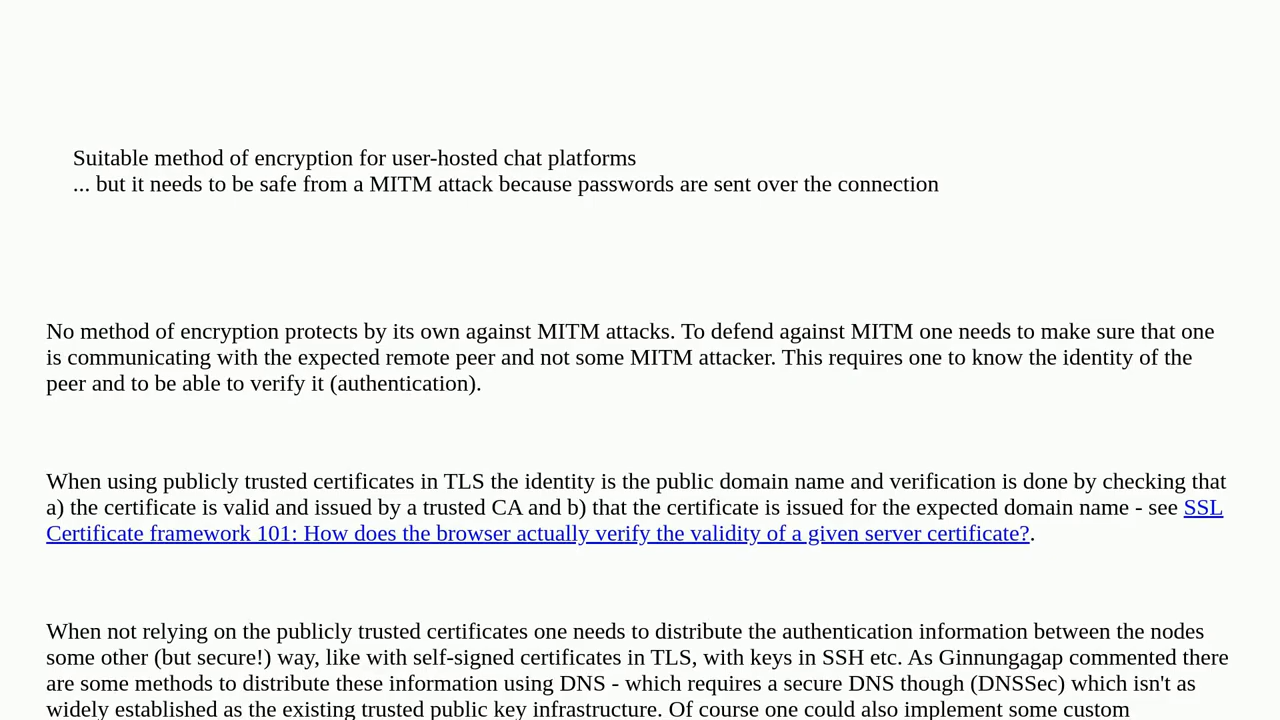 Suitable method of encryption for user-hosted chat platforms
... but it needs to be safe from a MITM attack because passwords are sent over the connection
No method of encryption protects by its own against MITM attacks. To defend against MITM one needs to make sure that one
is communicating with the expected remote peer and not some MITM attacker. This requires one to know the identity of the
peer and to be able to verify it (authentication).
When using publicly trusted certificates in TLS the identity is the public domain name and verification is done by checking that
a) the certificate is valid and issued by a trusted CA and b) that the certificate is issued for the expected domain name - see SSL
Certificate framework 101: How does the browser actually verify the validity of a given server certificate?.
When not relying on the publicly trusted certificates one needs to distribute the authentication information between the nodes
some other (but secure!) way, like with self-signed certificates in TLS, with keys in SSH etc. As Ginnungagap commented there
are some methods to distribute these information using DNS - which requires a secure DNS though (DNSSec) which isn't as
widely established as the existing trusted public key infrastructure. Of course one could also implement some custom